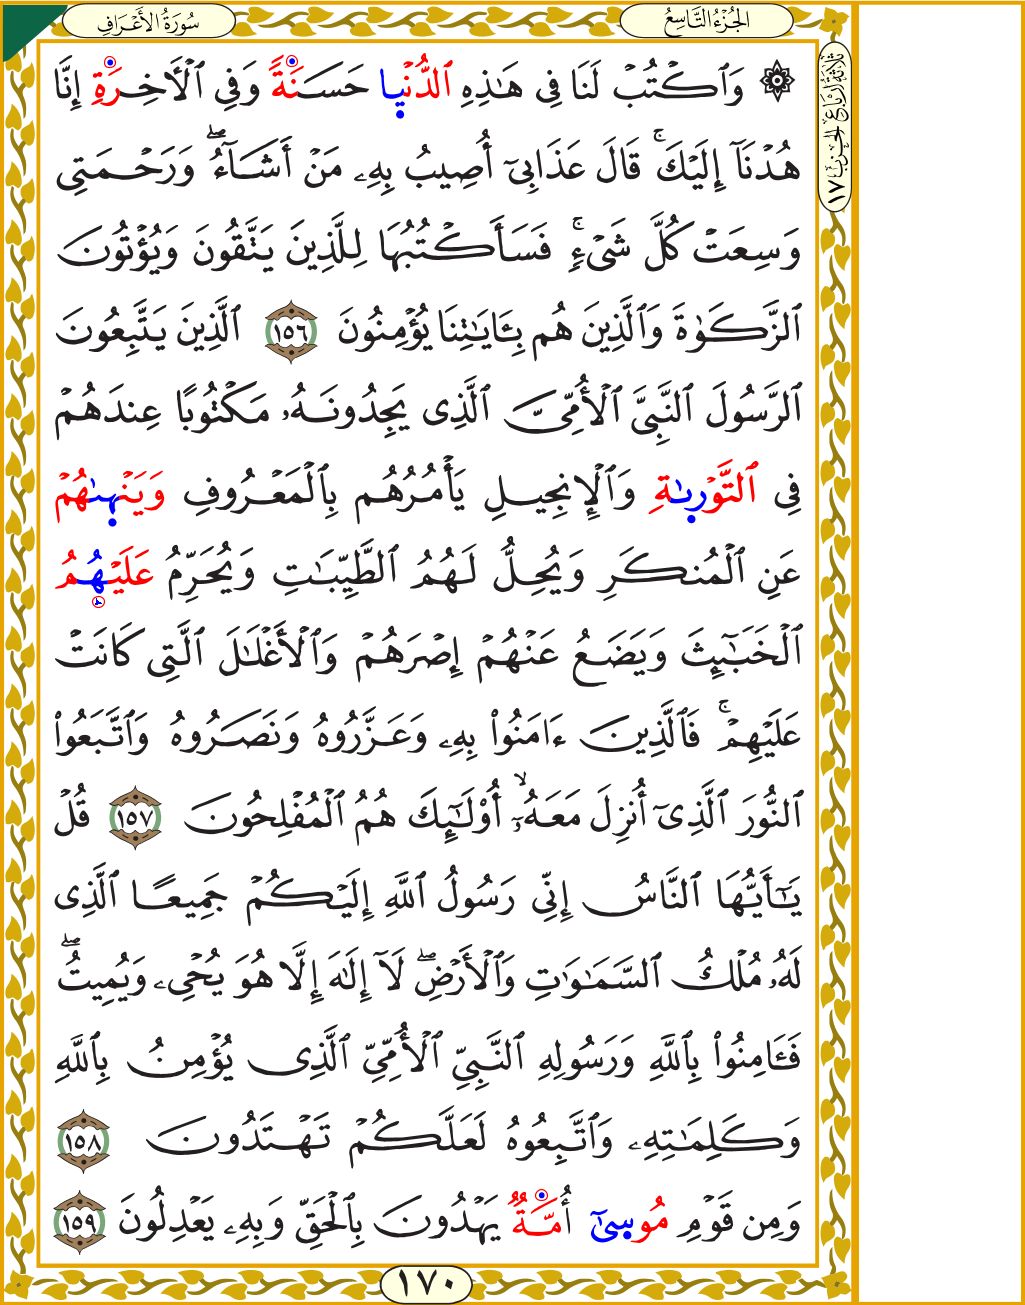 سُورَةُ الأَعْرَافِ
الجُزْءُ التَّاسِعُ
ثلاثة أرباع الحزب ١٧
۞ وَٱكۡتُبۡ لَنَا فِي هَٰذِهِ ٱلدُّنۡيَا حَسَنَةٗ وَفِي ٱلۡأٓخِرَةِ إِنَّا
هُدۡنَآ إِلَيۡكَۚ قَالَ عَذَابِيٓ أُصِيبُ بِهِۦ مَنۡ أَشَآءُۖ وَرَحۡمَتِي
وَسِعَتۡ كُلَّ شَيۡءٖۚ فَسَأَكۡتُبُهَا لِلَّذِينَ يَتَّقُونَ وَيُؤۡتُونَ
ٱلزَّكَوٰةَ وَٱلَّذِينَ هُم بِـَٔايَٰتِنَا يُؤۡمِنُونَ ١٥٦ ٱلَّذِينَ يَتَّبِعُونَ
ٱلرَّسُولَ ٱلنَّبِيَّ ٱلۡأُمِّيَّ ٱلَّذِي يَجِدُونَهُۥ مَكۡتُوبًا عِندَهُمۡ
فِي ٱلتَّوۡرَىٰةِ وَٱلۡإِنجِيلِ يَأۡمُرُهُم بِٱلۡمَعۡرُوفِ وَيَنۡهَىٰهُمۡ
عَنِ ٱلۡمُنكَرِ وَيُحِلُّ لَهُمُ ٱلطَّيِّبَٰتِ وَيُحَرِّمُ عَلَيۡهُمُ
ٱلۡخَبَٰٓئِثَ وَيَضَعُ عَنۡهُمۡ إِصۡرَهُمۡ وَٱلۡأَغۡلَٰلَ ٱلَّتِي كَانَتۡ
عَلَيۡهِمۡۚ فَٱلَّذِينَ ءَامَنُواْ بِهِۦ وَعَزَّرُوهُ وَنَصَرُوهُ وَٱتَّبَعُواْ
ٱلنُّورَ ٱلَّذِيٓ أُنزِلَ مَعَهُۥٓۙ أُوْلَٰٓئِكَ هُمُ ٱلۡمُفۡلِحُونَ ١٥٧ قُلۡ
يَٰٓأَيُّهَا ٱلنَّاسُ إِنِّي رَسُولُ ٱللَّهِ إِلَيۡكُمۡ جَمِيعًا ٱلَّذِي
لَهُۥ مُلۡكُ ٱلسَّمَٰوَٰتِ وَٱلۡأَرۡضِۖ لَآ إِلَٰهَ إِلَّا هُوَ يُحۡيِۦ وَيُمِيتُۖ
فَـَٔامِنُواْ بِٱللَّهِ وَرَسُولِهِ ٱلنَّبِيِّ ٱلۡأُمِّيِّ ٱلَّذِي يُؤۡمِنُ بِٱللَّهِ
وَكَلِمَٰتِهِۦ وَٱتَّبِعُوهُ لَعَلَّكُمۡ تَهۡتَدُونَ ١٥٨
وَمِن قَوۡمِ مُوسَىٰٓ أُمَّةٞ يَهۡدُونَ بِٱلۡحَقِّ وَبِهِۦ يَعۡدِلُونَ ١٥٩
١٧٠